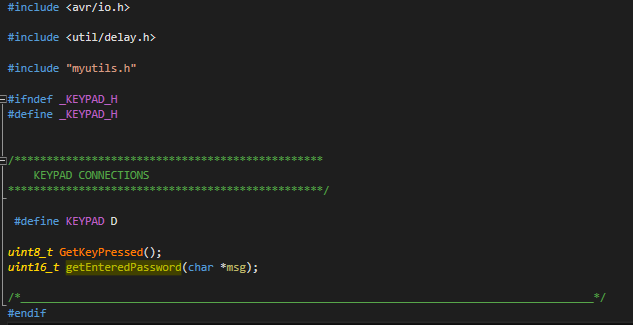 #include <avr/io.h>
#include <util/delay.h>
#include "myutils.h"
#ifndef _KEYPAD_H
#define _KEYPAD_H
/************************************************
KEYPAD CONNECTIONS
*************************************************/
#define KEYPAD D
uint8_t GetKeyPressed();
uint16_t getEnteredPassword(char *msg);
/*_________________________________________________________________________________________*/
#endif